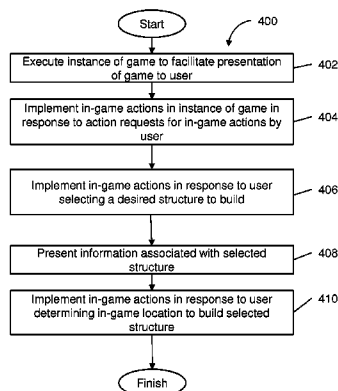 Start
400
Execute instance of game to facilitate presentation
of game to user
402
Implement in-game actions in instance of game in
response to action requests for in-game actions by
user
404
Implement in-game actions in response to user
selecting a desired structure to build
406
Present information associated with selected
structure
408
Implement in-game actions in response to user
determining in-game location to build selected
structure
410
Finish